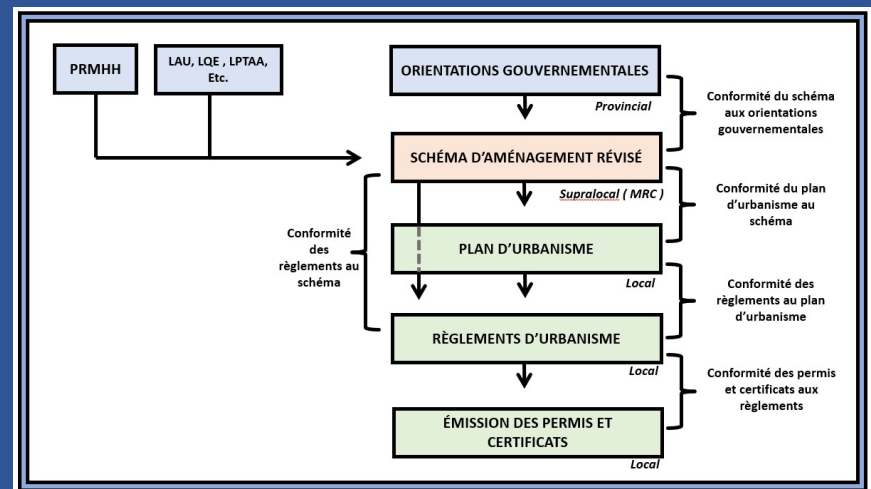 PRMHH
LAU, LQE , LPTAA,
Etc.
ORIENTATIONS GOUVERNEMENTALES
Provincial
Conformité du schéma
aux orientations
gouvernementales
SCHÉMA D’AMÉNAGEMENT RÉVISÉ
Supralocal ( MRC )
Conformité du plan
d’urbanisme au
schéma
Conformité
des
règlements au
schéma
PLAN D’URBANISME
Local
Conformité des
règlements au plan
d’urbanisme
RÈGLEMENTS D’URBANISME
Local
Conformité des permis
et certificats aux
règlements
ÉMISSION DES PERMIS ET
CERTIFICATS
Local